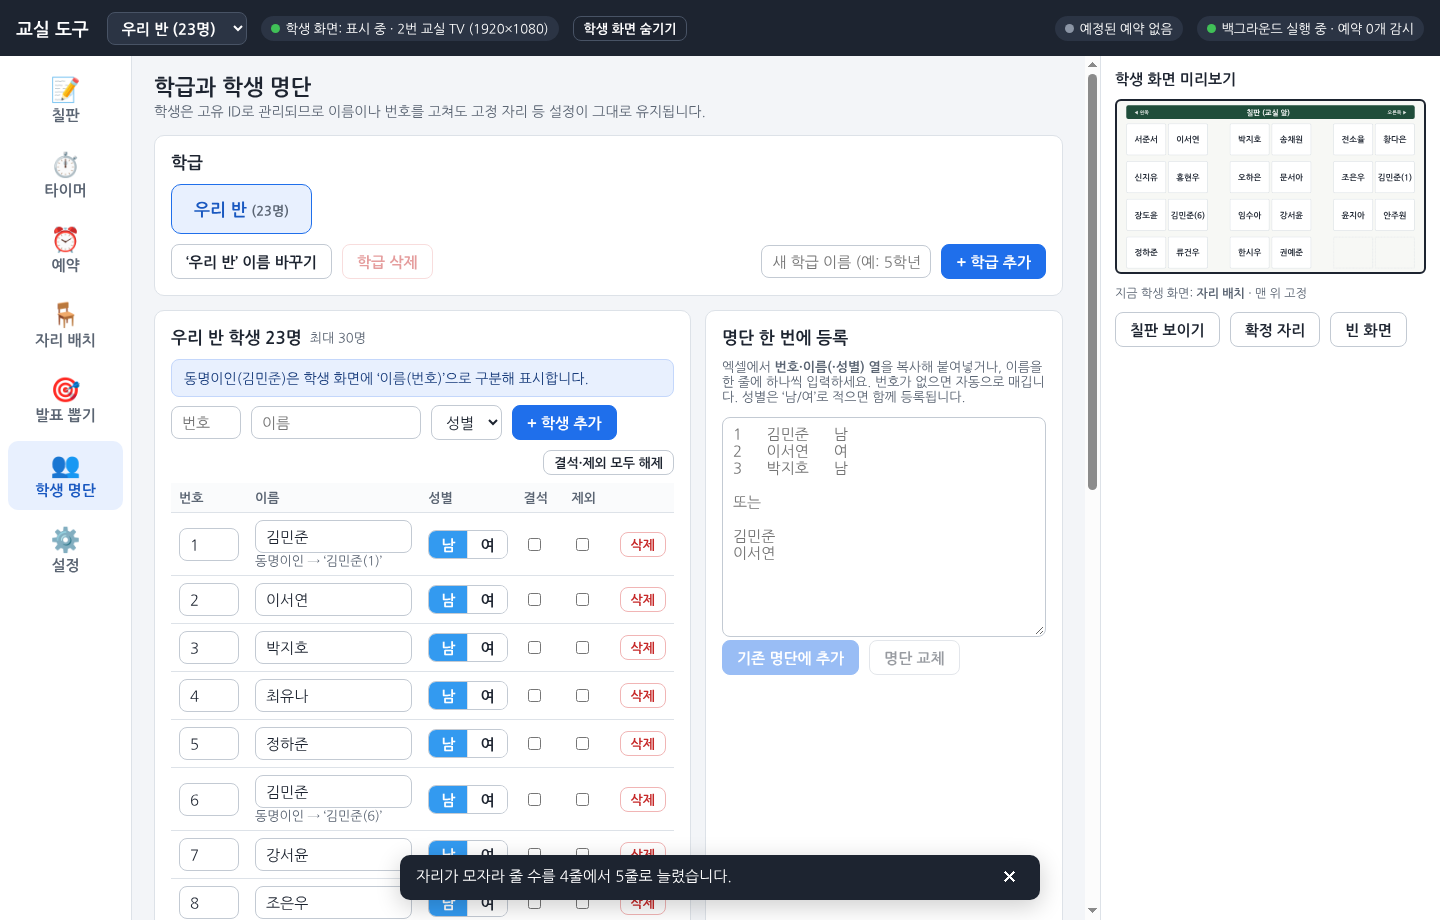 교실 도구
우리 반 (23명)
학생 화면: 표시 중 · 2번 교실 TV (1920×1080)
학생 화면 숨기기
예정된 예약 없음
백그라운드 실행 중 · 예약 0개 감시
칠판
타이머
예약
자리 배치
발표 뽑기
학생 명단
설정
학급과 학생 명단
학생은 고유 ID로 관리되므로 이름이나 번호를 고쳐도 고정 자리 등 설정이 그대로 유지됩니다.
학급
우리 반 (23명)
‘우리 반’ 이름 바꾸기
학급 삭제
새 학급 이름 (예: 5학년
+ 학급 추가
우리 반 학생 23명 최대 30명
동명이인(김민준)은 학생 화면에 ‘이름(번호)’으로 구분해 표시합니다.
번호
이름
성별
+ 학생 추가
결석·제외 모두 해제
번호 이름 성별 결석 제외
1 김민준 남 여 삭제
동명이인 → ‘김민준(1)’
2 이서연 남 여 삭제
3 박지호 남 여 삭제
4 최유나 남 여 삭제
5 정하준 남 여 삭제
6 김민준 남 여 삭제
동명이인 → ‘김민준(6)’
7 강서윤 남 여 삭제
8 조은우 남 여 삭제
명단 한 번에 등록
엑셀에서 번호·이름(·성별) 열을 복사해 붙여넣거나, 이름을
한 줄에 하나씩 입력하세요. 번호가 없으면 자동으로 매깁니
다. 성별은 ‘남/여’로 적으면 함께 등록됩니다.
1 김민준 남
2 이서연 여
3 박지호 남
또는
김민준
이서연
기존 명단에 추가
명단 교체
학생 화면 미리보기
칠판 (교실 앞)
서준서 이서연 박지호 송채원 전소율 황다은
신지유 홍현우 오하은 문서아 조은우 김민준(1)
장도윤 김민준(6) 임수아 강서윤 윤지아 안주원
정하준 류건우 한시우 권예준
지금 학생 화면: 자리 배치 · 맨 위 고정
칠판 보이기
확정 자리
빈 화면
자리가 모자라 줄 수를 4줄에서 5줄로 늘렸습니다.